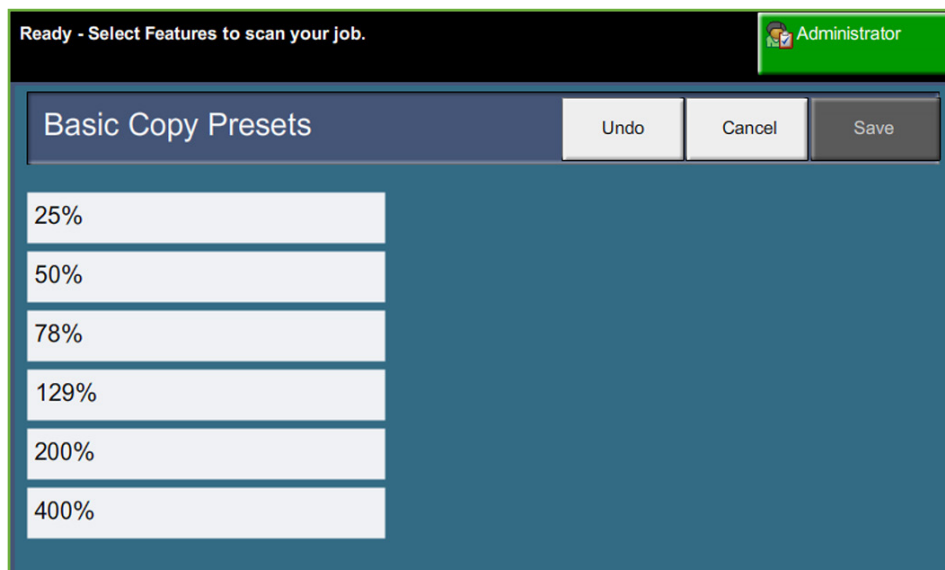 Ready - Select Features to scan your job.
Administrator
Basic Copy Presets
Undo
Cancel
Save
25%
50%
78%
129%
200%
400%